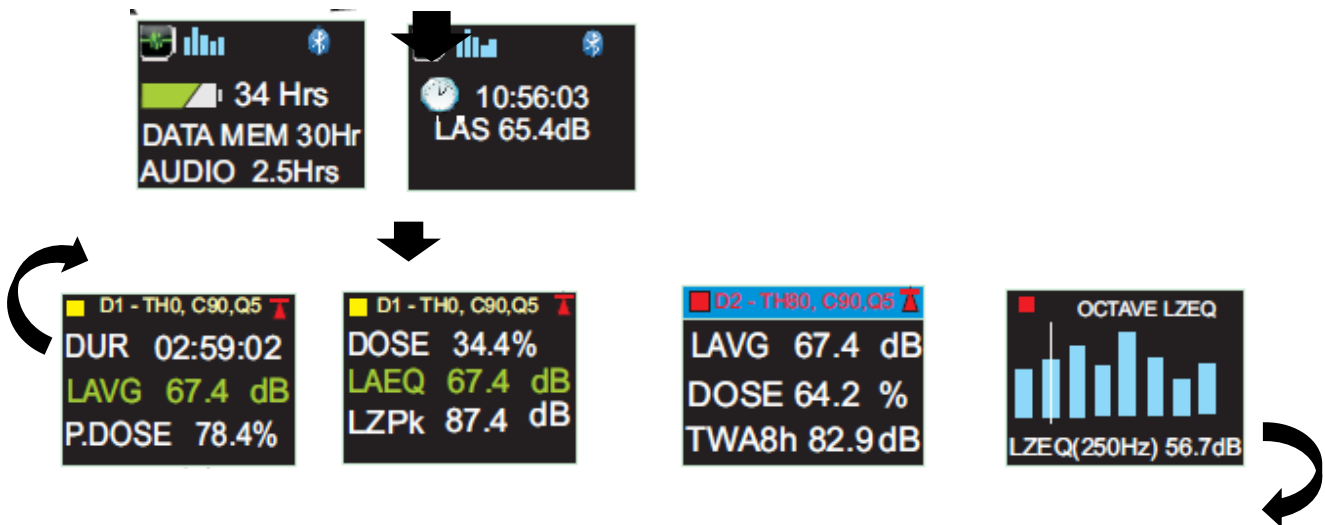 34 Hrs
DATA MEM 30Hr
AUDIO 2.5Hrs
10:56:03
LAS 65.4dB
D1 - TH0, C90,Q5
DUR 02:59:02
LAVG 67.4 dB
P.DOSE 78.4%
D1 - TH0, C90,Q5
DOSE 34.4%
LAEQ 67.4 dB
LZPk 87.4 dB
D2 - TH80, C90,Q5
LAVG 67.4 dB
DOSE 64.2 %
TWA8h 82.9 dB
OCTAVE LZEQ
LZEQ(250Hz) 56.7dB